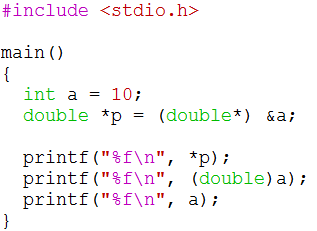 #include <stdio.h>
main()
{
int a = 10;
double *p = (double*) &a;
printf("%f\n", *p);
printf("%f\n", (double)a);
printf("%f\n", a);
}